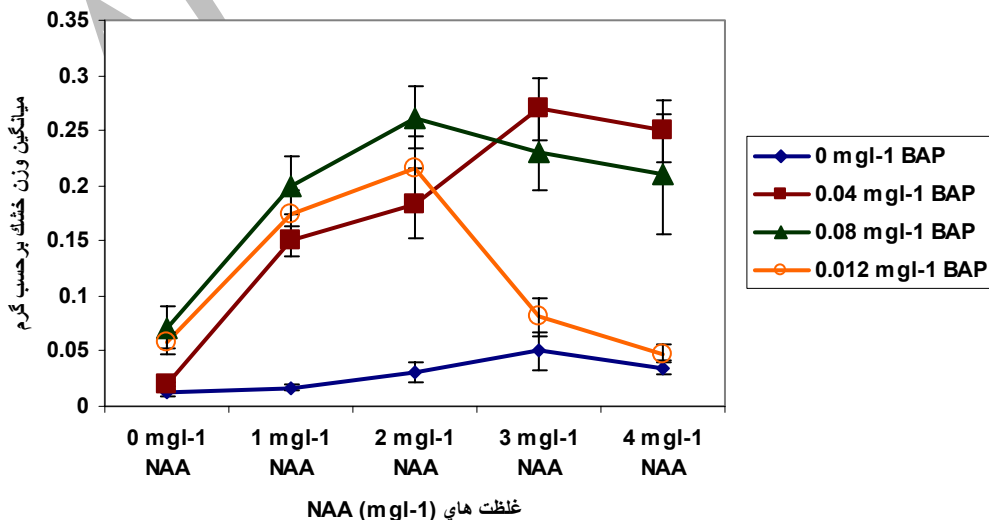 0.35
0.3
0.25
0.2
0.15
0.1
0.05
0
ميانگين وزن خشك برحسب گرم
0 mgl-1 NAA
1 mgl-1 NAA
2 mgl-1 NAA
3 mgl-1 NAA
4 mgl-1 NAA
غلظت هاي NAA (mgl-1)
0 mgl-1 BAP
0.04 mgl-1 BAP
0.08 mgl-1 BAP
0.012 mgl-1 BAP